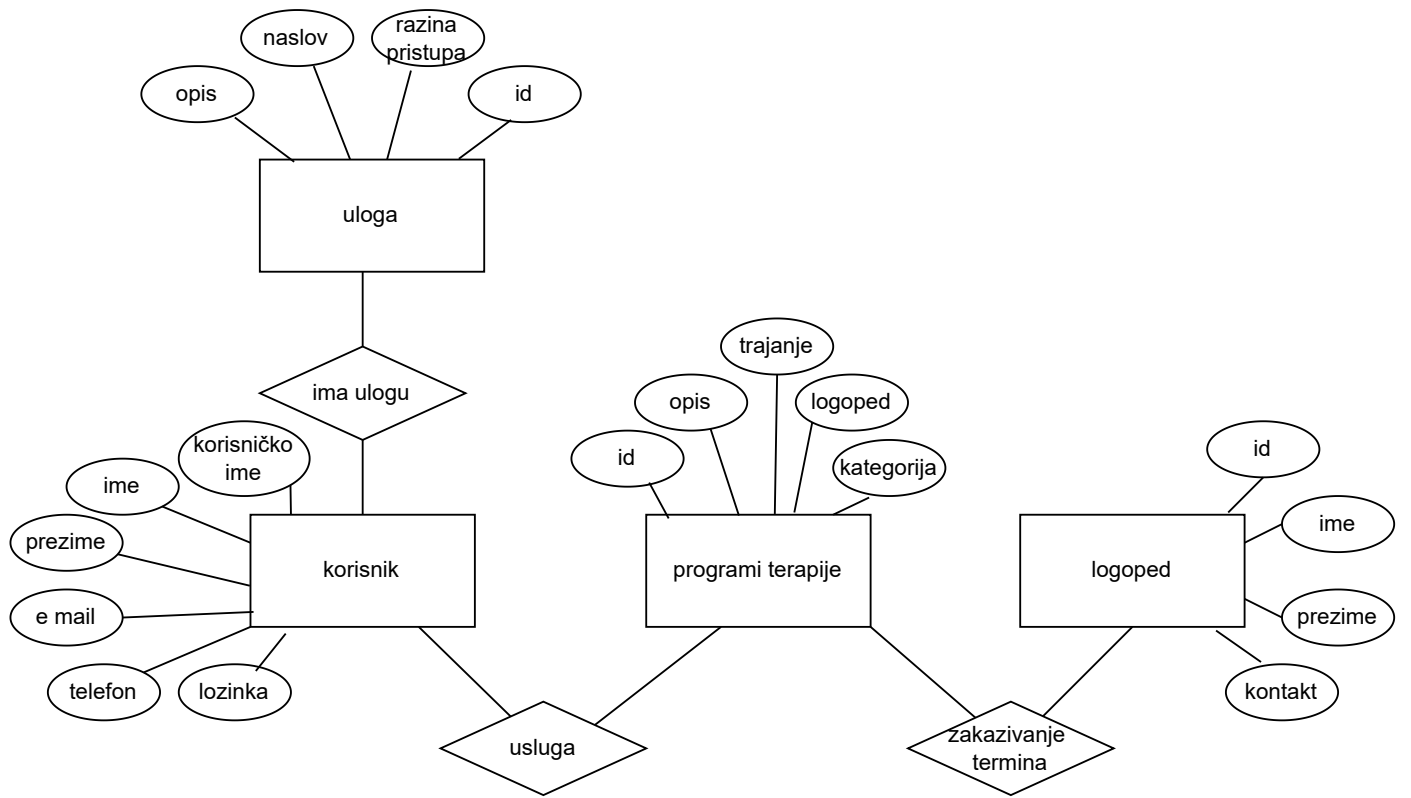 naslov
razina
pristupa
opis
id
uloga
ima ulogu
korisničko
ime
ime
prezime
e mail
telefon
lozinka
korisnik
usluga
trajanje
opis
logoped
id
kategorija
programi terapije
zakazivanje
termina
id
ime
logoped
prezime
kontakt